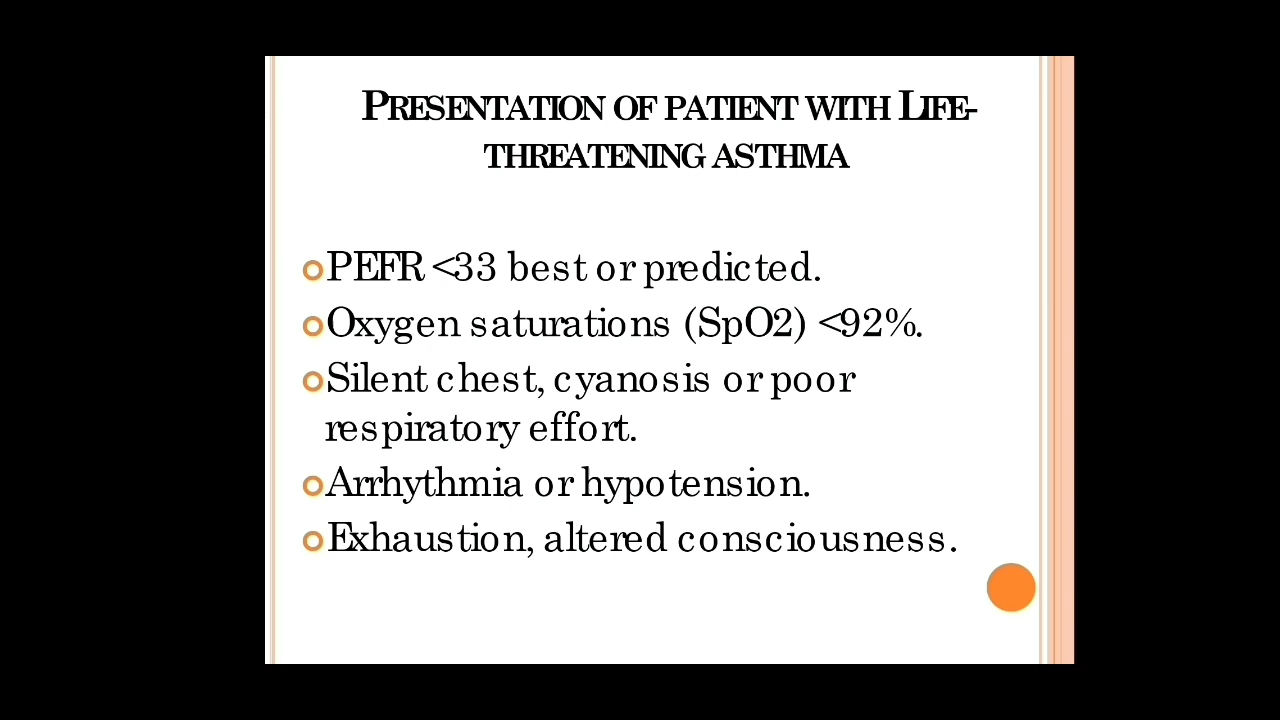 PRESENTATION OF PATIENT WITH LIFE-
THREATENING ASTHMA
PEFR <33 best or predicted.
Oxygen saturations (SpO2) <92%.
Silent chest, cyanosis or poor
respiratory effort.
Arrhythmia or hypotension.
Exhaustion, altered consciousness.